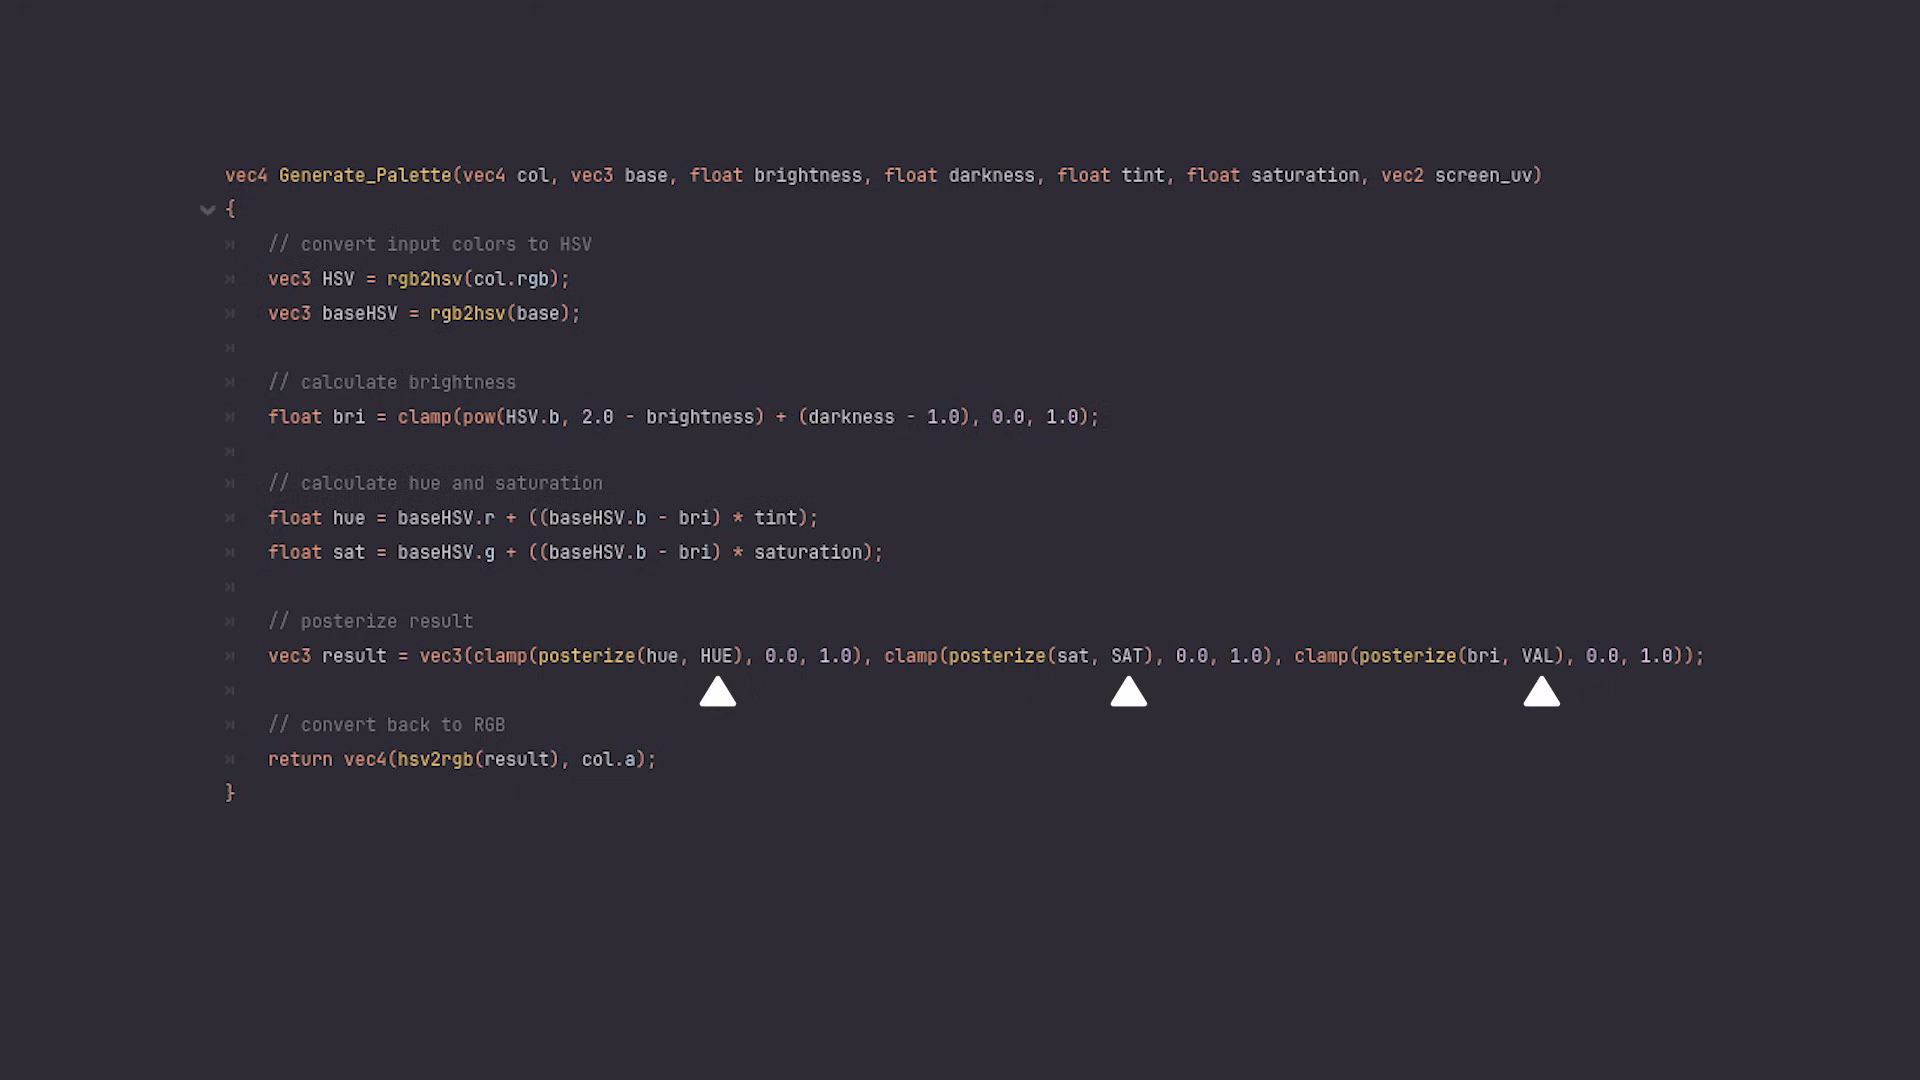 vec4 Generate_Palette(vec4 col, vec3 base, float brightness, float darkness, float tint, float saturation, vec2 screen_uv)
{
// convert input colors to HSV
vec3 HSV = rgb2hsv(col.rgb);
vec3 baseHSV = rgb2hsv(base);
// calculate brightness
float bri = clamp(pow(HSV.b, 2.0 - brightness) + (darkness - 1.0), 0.0, 1.0);
// calculate hue and saturation
float hue = baseHSV.r + ((baseHSV.b - bri) * tint);
float sat = baseHSV.g + ((baseHSV.b - bri) * saturation);
// posterize result
vec3 result = vec3(clamp(posterize(hue, HUE), 0.0, 1.0), clamp(posterize(sat, SAT), 0.0, 1.0), clamp(posterize(bri, VAL), 0.0, 1.0));
// convert back to RGB
return vec4(hsv2rgb(result), col.a);
}